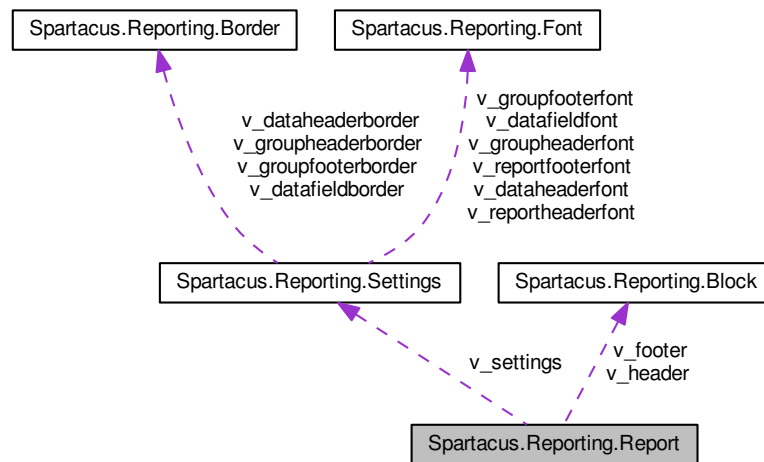 Spartacus.Reporting.Border
Spartacus.Reporting.Font
v_dataheaderborder
v_groupheaderborder
v_groupfooterborder
v_datafieldborder
v_groupfooterfont
v_datafieldfont
v_groupheaderfont
v_reportfooterfont
v_dataheaderfont
v_reportheaderfont
Spartacus.Reporting.Settings
Spartacus.Reporting.Block
v_settings
v_footer
v_header
Spartacus.Reporting.Report